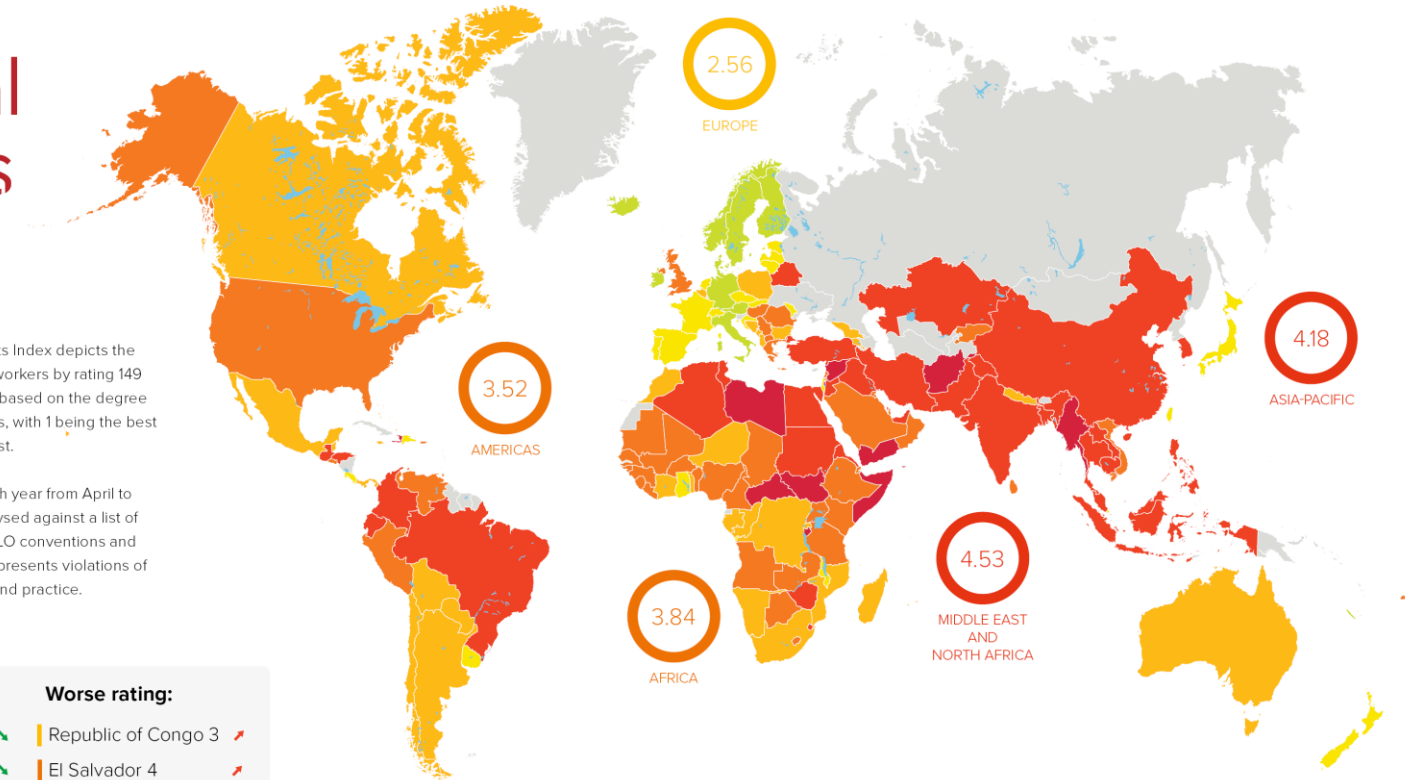 l
s
ts Index depicts the
workers by rating 149
based on the degree
s, with 1 being the best
st.
h year from April to
ysed against a list of
LO conventions and
presents violations of
nd practice.
2.56
EUROPE
3.52
AMERICAS
4.18
ASIA-PACIFIC
4.53
MIDDLE EAST
AND
NORTH AFRICA
3.84
AFRICA
Worse rating:
Republic of Congo 3
El Salvador 4